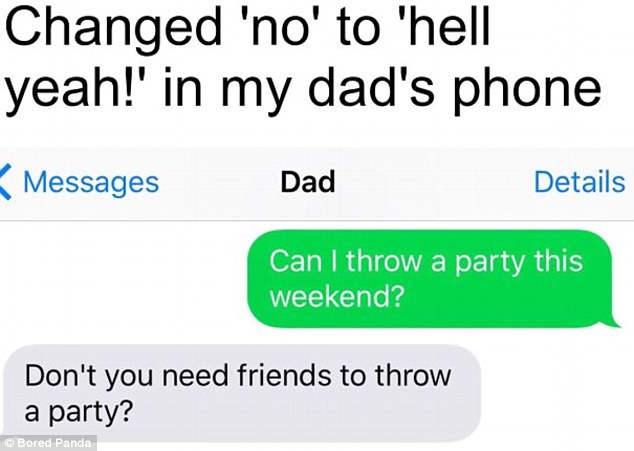 Changed 'no' to 'hell
yeah!' in my dad's phone
Messages Dad Details
Can I throw a party this
weekend?
Don't you need friends to throw
a party?
© Bored Panda